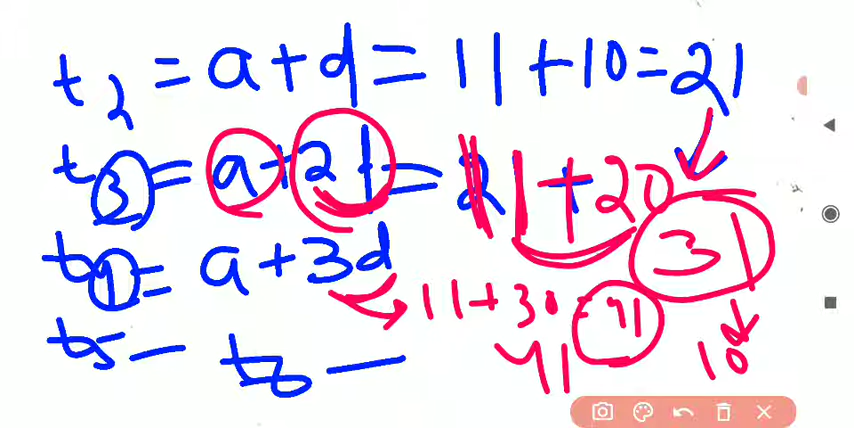 t2 = a + d = 11 + 10 = 21
t3 = a + 2d = 11 + 20
31
t4 = a + 3d
11 + 30 = 41
t5 — t6 —
41
10